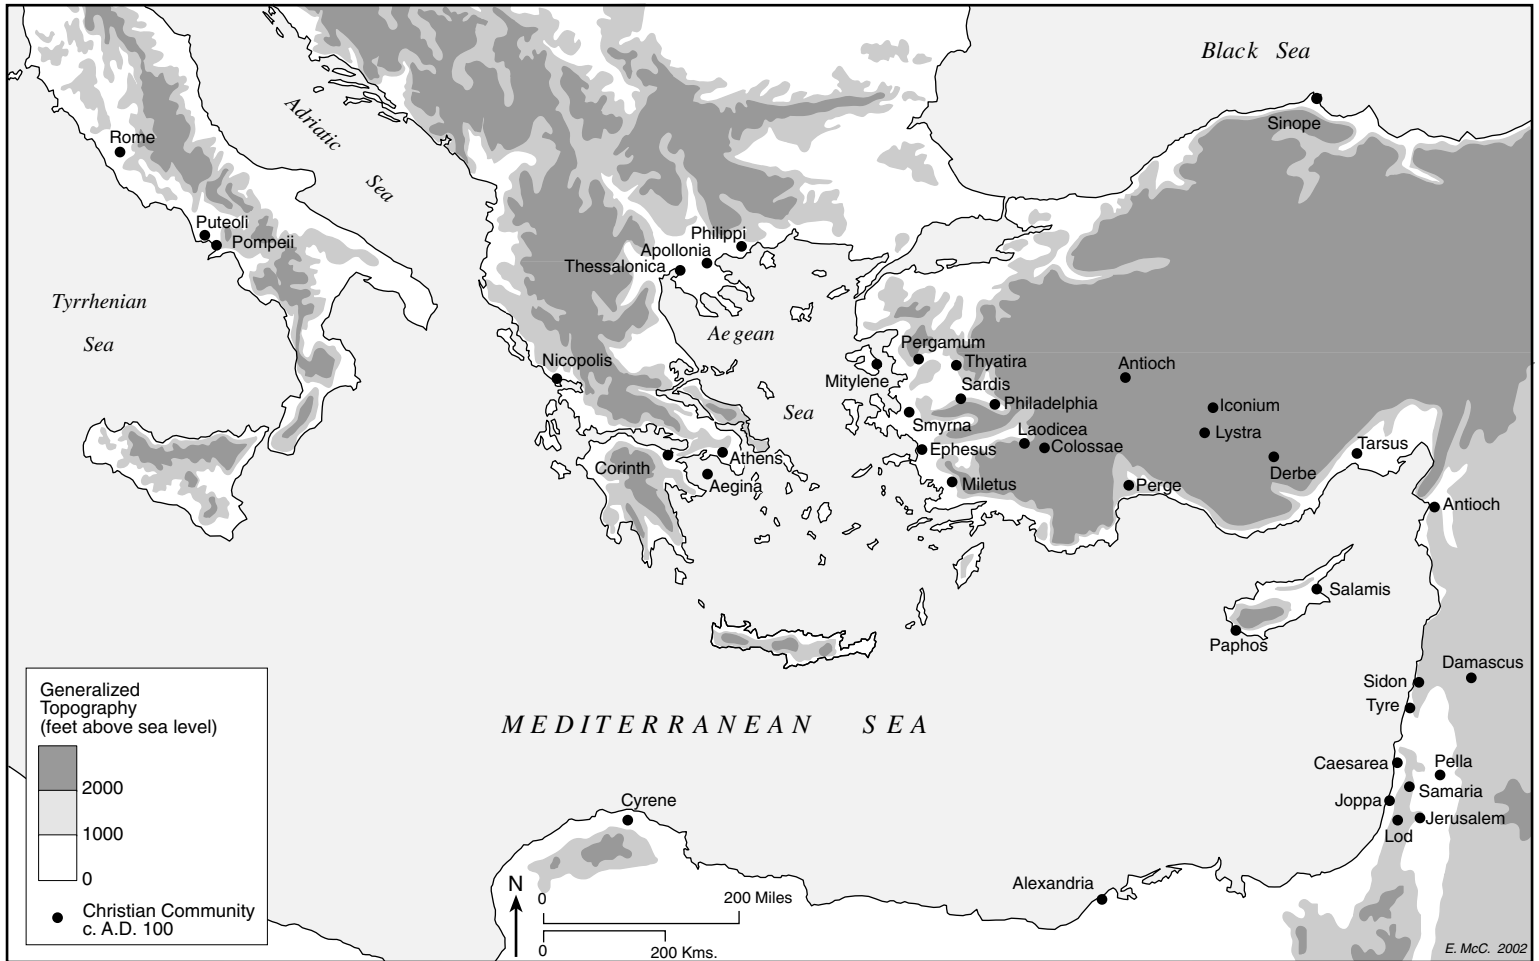 Black Sea
Adriatic
Sea
Sinope
Rome
Puteoli
Pompeii
Philippi
Apollonia
Thessalonica
Tyrrhenian
Sea
Aegean
Sea
Nicopolis
Pergamum
Thyatira
Antioch
Mitylene
Sardis
Philadelphia
Iconium
Smyrna
Laodicea
Lystra
Ephesus
Colossae
Tarsus
Athens
Corinth
Derbe
Aegina
Miletus
Perge
Antioch
Salamis
Paphos
Damascus
Sidon
Tyre
MEDITERRANEAN SEA
Caesarea
Pella
Samaria
Joppa
Jerusalem
Lod
Cyrene
Alexandria
Generalized
Topography
(feet above sea level)
2000
1000
0
Christian Community
c. A.D. 100
N
0 200 Miles
0 200 Kms.
E. McC. 2002